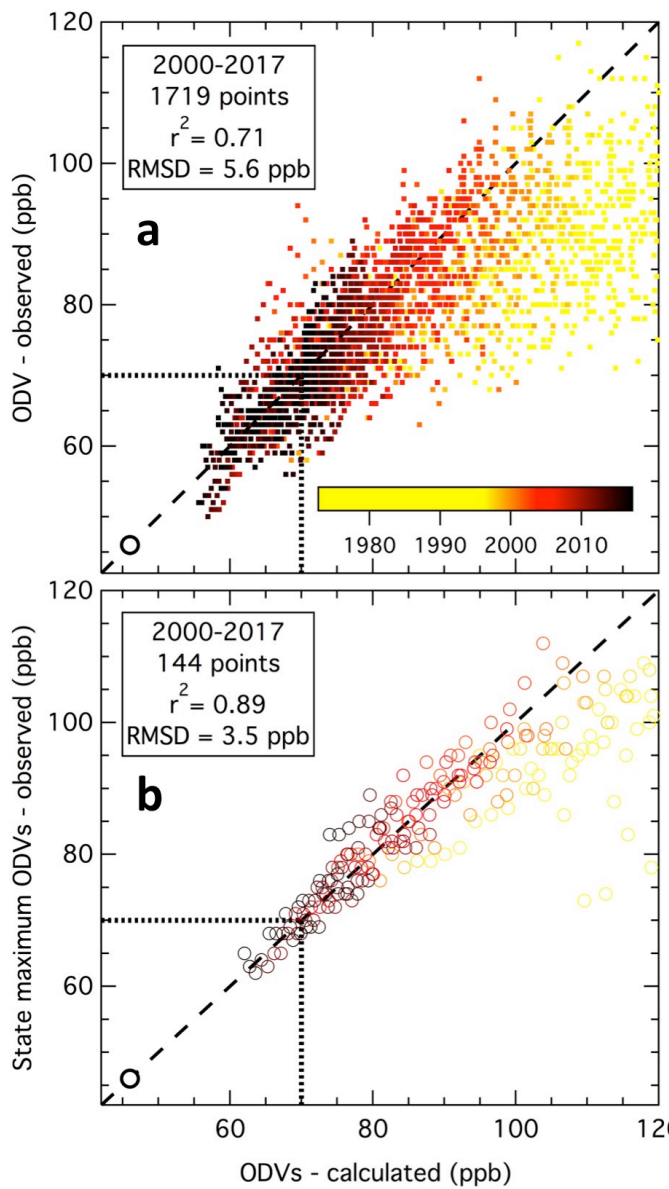 120
2000-2017
1719 points
r² = 0.71
RMSD = 5.6 ppb
100
a
80
60
ODV - observed (ppb)
1980 1990 2000 2010
120
2000-2017
144 points
r² = 0.89
RMSD = 3.5 ppb
100
b
80
60
State maximum ODVs - observed (ppb)
60 80 100 120
ODVs - calculated (ppb)